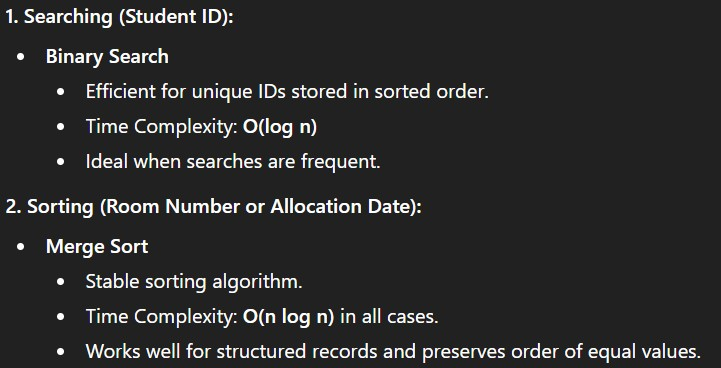 1. Searching (Student ID):
• Binary Search
• Efficient for unique IDs stored in sorted order.
• Time Complexity: O(log n)
• Ideal when searches are frequent.
2. Sorting (Room Number or Allocation Date):
• Merge Sort
• Stable sorting algorithm.
• Time Complexity: O(n log n) in all cases.
• Works well for structured records and preserves order of equal values.